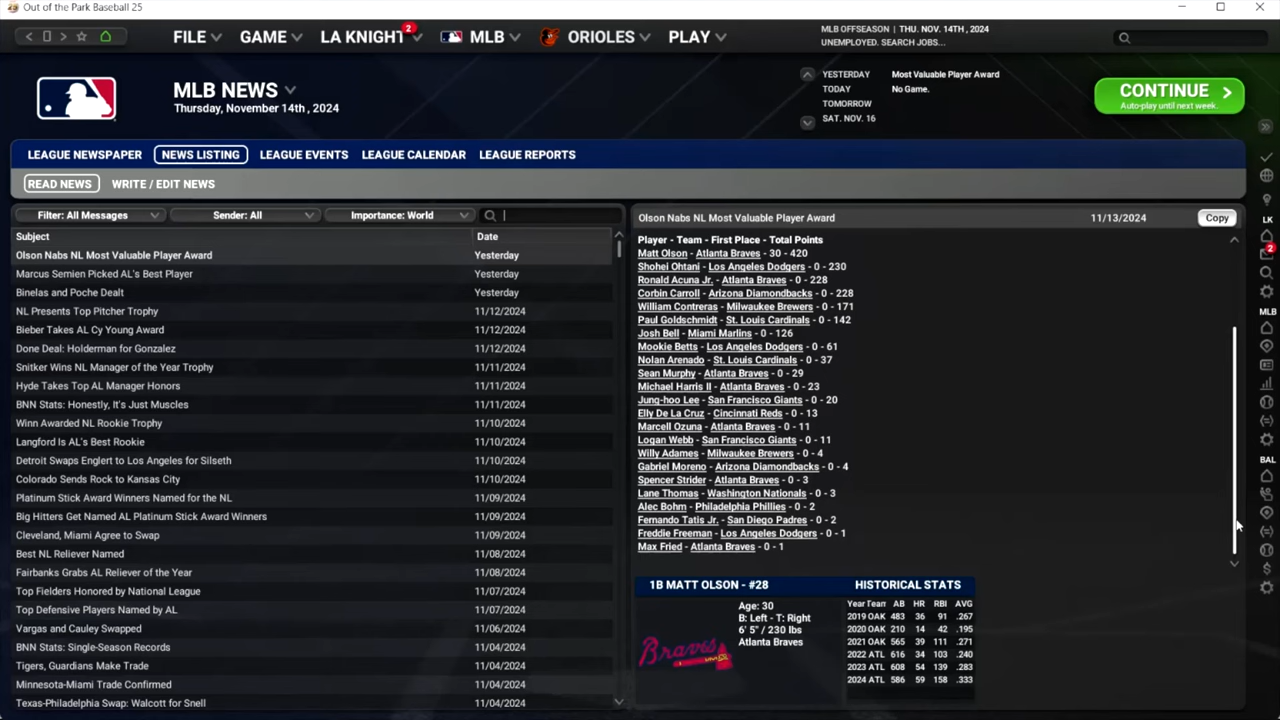 Out of the Park Baseball 25
FILE GAME LA KNIGHT 2 MLB ORIOLES PLAY
MLB OFFSEASON | THU. NOV. 14TH , 2024
UNEMPLOYED. SEARCH JOBS...
MLB NEWS
Thursday, November 14th , 2024
YESTERDAY Most Valuable Player Award
TODAY No Game.
TOMORROW
SAT. NOV. 16
CONTINUE
Auto-play until next week.
LEAGUE NEWSPAPER NEWS LISTING LEAGUE EVENTS LEAGUE CALENDAR LEAGUE REPORTS
READ NEWS WRITE / EDIT NEWS
Filter: All Messages Sender: All Importance: World
Subject Date
Olson Nabs NL Most Valuable Player Award Yesterday
Marcus Semien Picked AL's Best Player Yesterday
Binelas and Poche Dealt Yesterday
NL Presents Top Pitcher Trophy 11/12/2024
Bieber Takes AL Cy Young Award 11/12/2024
Done Deal: Holderman for Gonzalez 11/12/2024
Snitker Wins NL Manager of the Year Trophy 11/11/2024
Hyde Takes Top AL Manager Honors 11/11/2024
BNN Stats: Honestly, It's Just Muscles 11/11/2024
Winn Awarded NL Rookie Trophy 11/10/2024
Langford Is AL's Best Rookie 11/10/2024
Detroit Swaps Englert to Los Angeles for Silseth 11/10/2024
Colorado Sends Rock to Kansas City 11/10/2024
Platinum Stick Award Winners Named for the NL 11/09/2024
Big Hitters Get Named AL Platinum Stick Award Winners 11/09/2024
Cleveland, Miami Agree to Swap 11/09/2024
Best NL Reliever Named 11/08/2024
Fairbanks Grabs AL Reliever of the Year 11/08/2024
Top Fielders Honored by National League 11/07/2024
Top Defensive Players Named by AL 11/07/2024
Vargas and Cauley Swapped 11/06/2024
BNN Stats: Single-Season Records 11/04/2024
Tigers, Guardians Make Trade 11/04/2024
Minnesota-Miami Trade Confirmed 11/04/2024
Texas-Philadelphia Swap: Walcott for Snell 11/04/2024
Olson Nabs NL Most Valuable Player Award 11/13/2024 Copy
Player - Team - First Place - Total Points
Matt Olson - Atlanta Braves - 30 - 420
Shohei Ohtani - Los Angeles Dodgers - 0 - 230
Ronald Acuna Jr. - Atlanta Braves - 0 - 228
Corbin Carroll - Arizona Diamondbacks - 0 - 228
William Contreras - Milwaukee Brewers - 0 - 171
Paul Goldschmidt - St. Louis Cardinals - 0 - 142
Josh Bell - Miami Marlins - 0 - 126
Mookie Betts - Los Angeles Dodgers - 0 - 61
Nolan Arenado - St. Louis Cardinals - 0 - 37
Sean Murphy - Atlanta Braves - 0 - 29
Michael Harris II - Atlanta Braves - 0 - 23
Jung-hoo Lee - San Francisco Giants - 0 - 20
Elly De La Cruz - Cincinnati Reds - 0 - 13
Marcell Ozuna - Atlanta Braves - 0 - 11
Logan Webb - San Francisco Giants - 0 - 11
Willy Adames - Milwaukee Brewers - 0 - 4
Gabriel Moreno - Arizona Diamondbacks - 0 - 4
Spencer Strider - Atlanta Braves - 0 - 3
Lane Thomas - Washington Nationals - 0 - 3
Alec Bohm - Philadelphia Phillies - 0 - 2
Fernando Tatis Jr. - San Diego Padres - 0 - 2
Freddie Freeman - Los Angeles Dodgers - 0 - 1
Max Fried - Atlanta Braves - 0 - 1
1B MATT OLSON - #28
Age: 30
B: Left - T: Right
6' 5" / 230 lbs
Atlanta Braves
Braves
HISTORICAL STATS
Year Team AB HR RBI AVG
2019 OAK 483 36 91 .267
2020 OAK 210 14 42 .195
2021 OAK 565 39 111 .271
2022 ATL 616 34 103 .240
2023 ATL 608 54 139 .283
2024 ATL 586 59 158 .333
LK
2
MLB
BAL